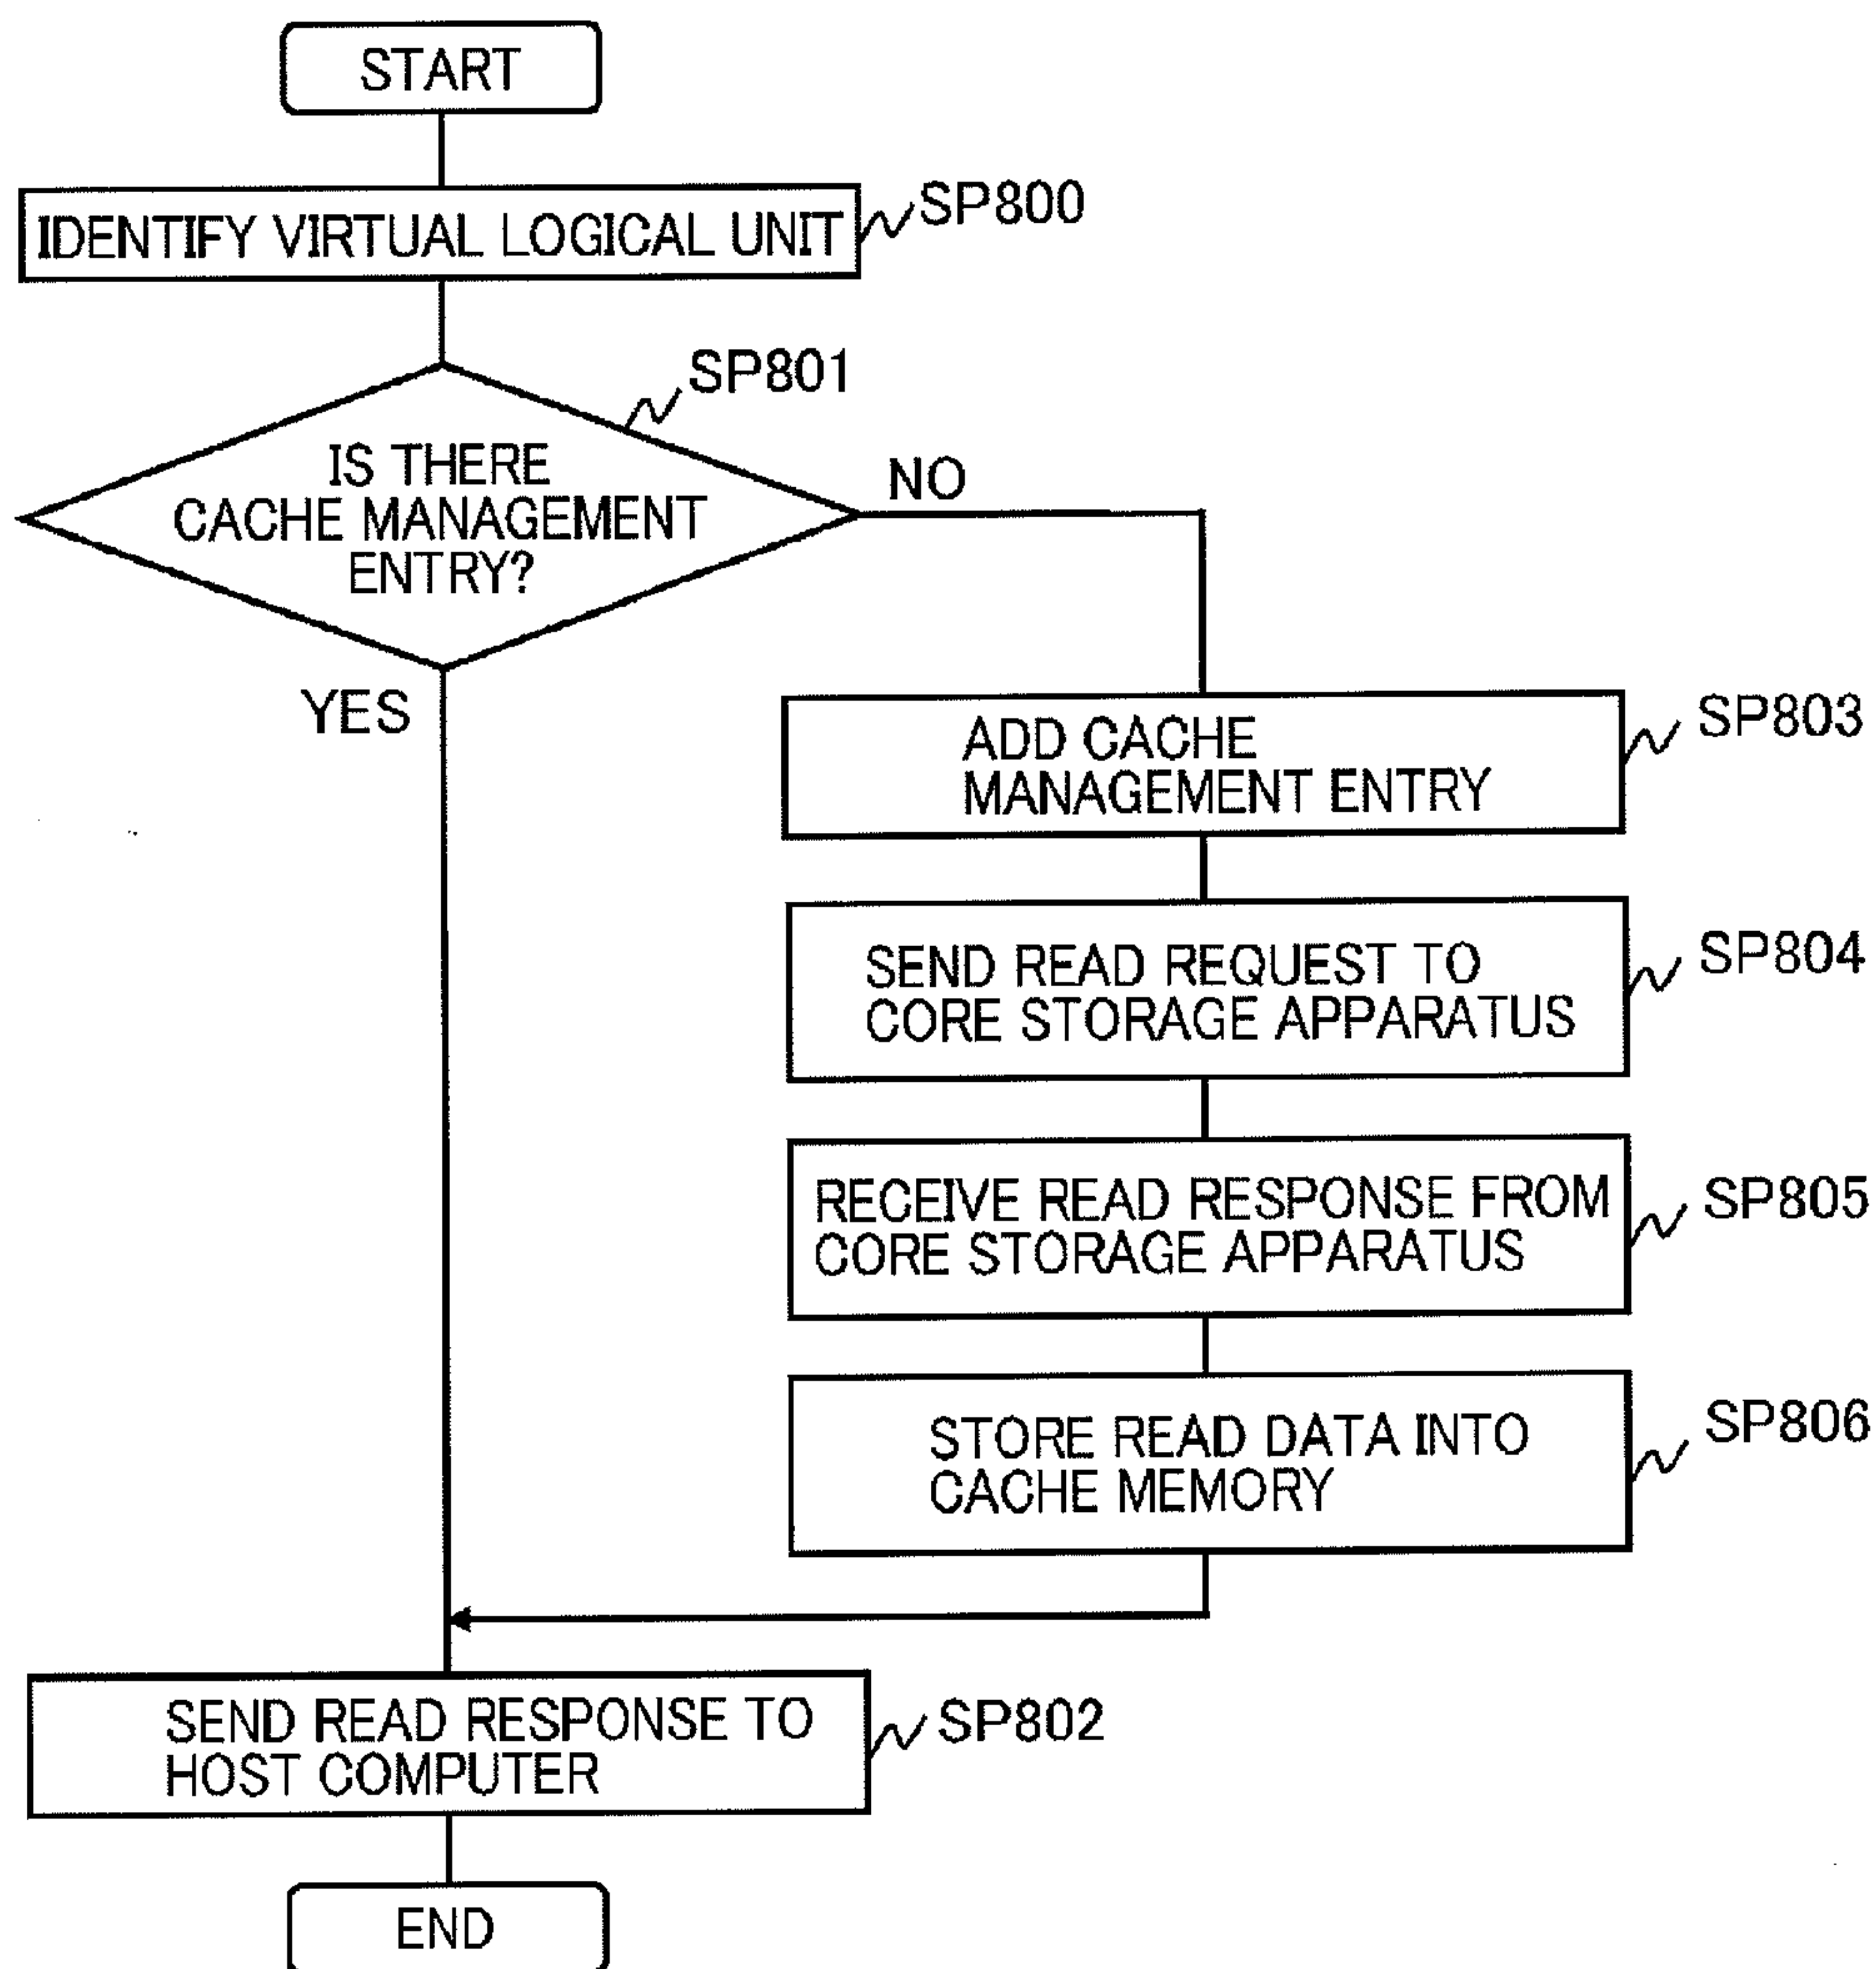 START
IDENTIFY VIRTUAL LOGICAL UNIT
SP800
SP801
IS THERE
CACHE MANAGEMENT
ENTRY?
NO
YES
ADD CACHE
MANAGEMENT ENTRY
SP803
SEND READ REQUEST TO
CORE STORAGE APPARATUS
SP804
RECEIVE READ RESPONSE FROM
CORE STORAGE APPARATUS
SP805
STORE READ DATA INTO
CACHE MEMORY
SP806
SEND READ RESPONSE TO
HOST COMPUTER
SP802
END